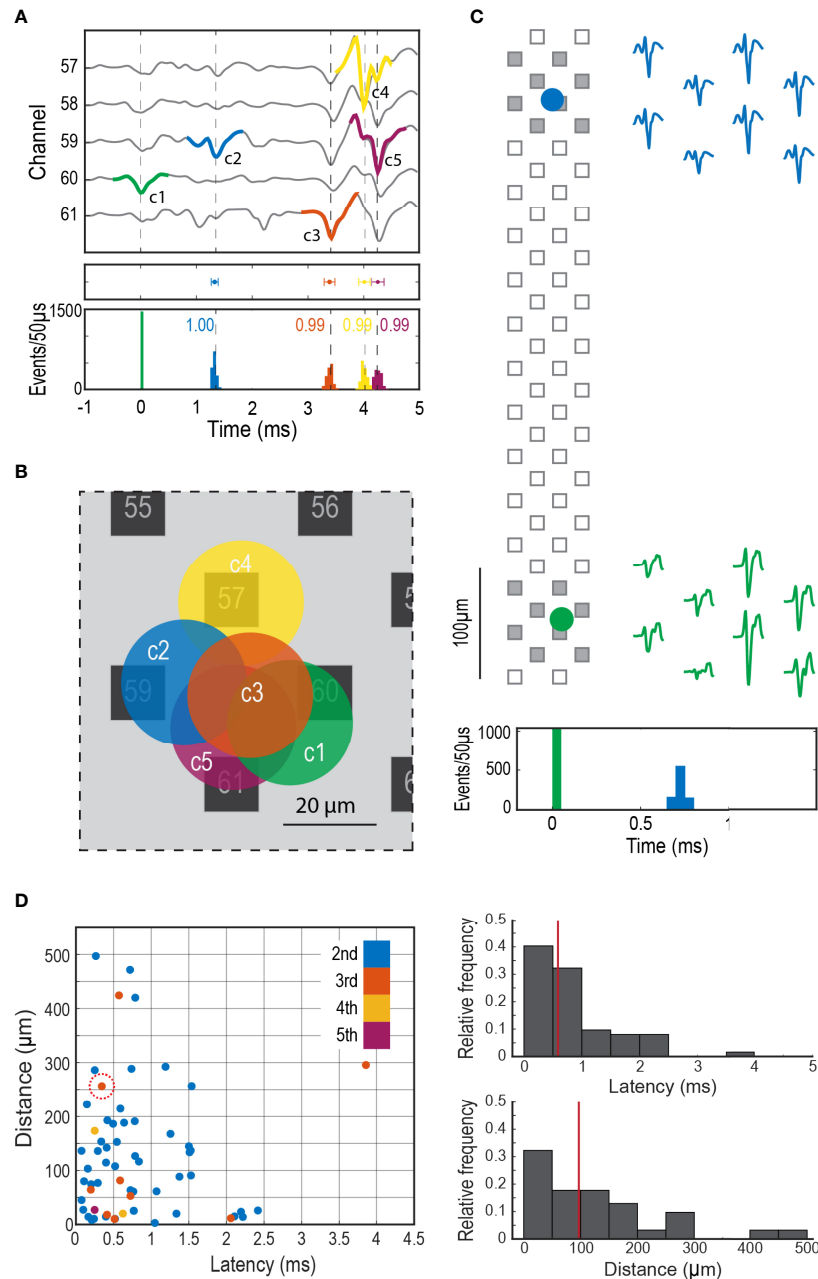 A
57
58
59
60
61
Channel
c1
c2
c3
c4
c5
1500
0
Events/50µs
1.00
0.99
0.99
0.99
-1 0 1 2 3 4 5
Time (ms)
B
55
56
57
59
60
61
c4
c2
c3
c5
c1
20 µm
C
100µm
1000
500
0
Events/50µs
0 0.5 1
Time (ms)
D
500
400
300
200
100
0
Distance (µm)
0 0.5 1.0 1.5 2.0 2.5 3.0 3.5 4.0 4.5
Latency (ms)
2nd
3rd
4th
5th
0.5
0.4
0.3
0.2
0.1
0
Relative frequency
0 1 2 3 4 5
Latency (ms)
0.5
0.4
0.3
0.2
0.1
0
Relative frequency
0 100 200 300 400 500
Distance (µm)